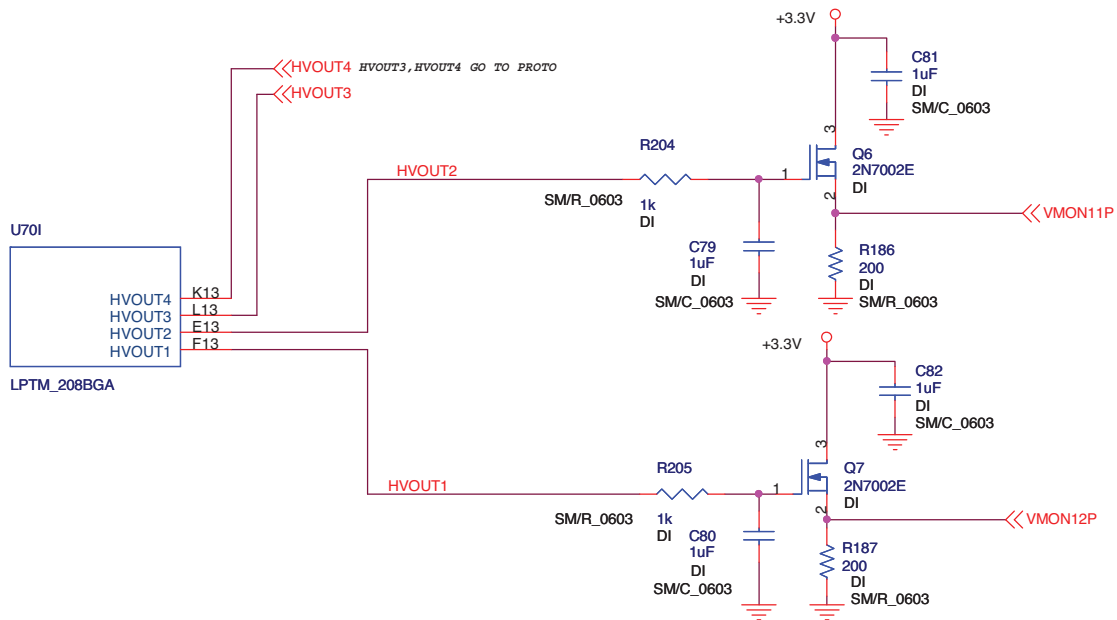 +3.3V
C81
1uF
DI
SM/C_0603
HVOUT4 HVOUT3,HVOUT4 GO TO PROTO
HVOUT3
3
R204
Q6
2N7002E
DI
HVOUT2
1
SM/R_0603
1k
DI
2
VMON11P
U70I
C79
1uF
DI
SM/C_0603
R186
200
DI
SM/R_0603
HVOUT4
K13
HVOUT3
L13
HVOUT2
E13
HVOUT1
F13
LPTM_208BGA
+3.3V
C82
1uF
DI
SM/C_0603
3
R205
Q7
2N7002E
DI
HVOUT1
1
SM/R_0603
1k
DI
2
VMON12P
C80
1uF
DI
SM/C_0603
R187
200
DI
SM/R_0603